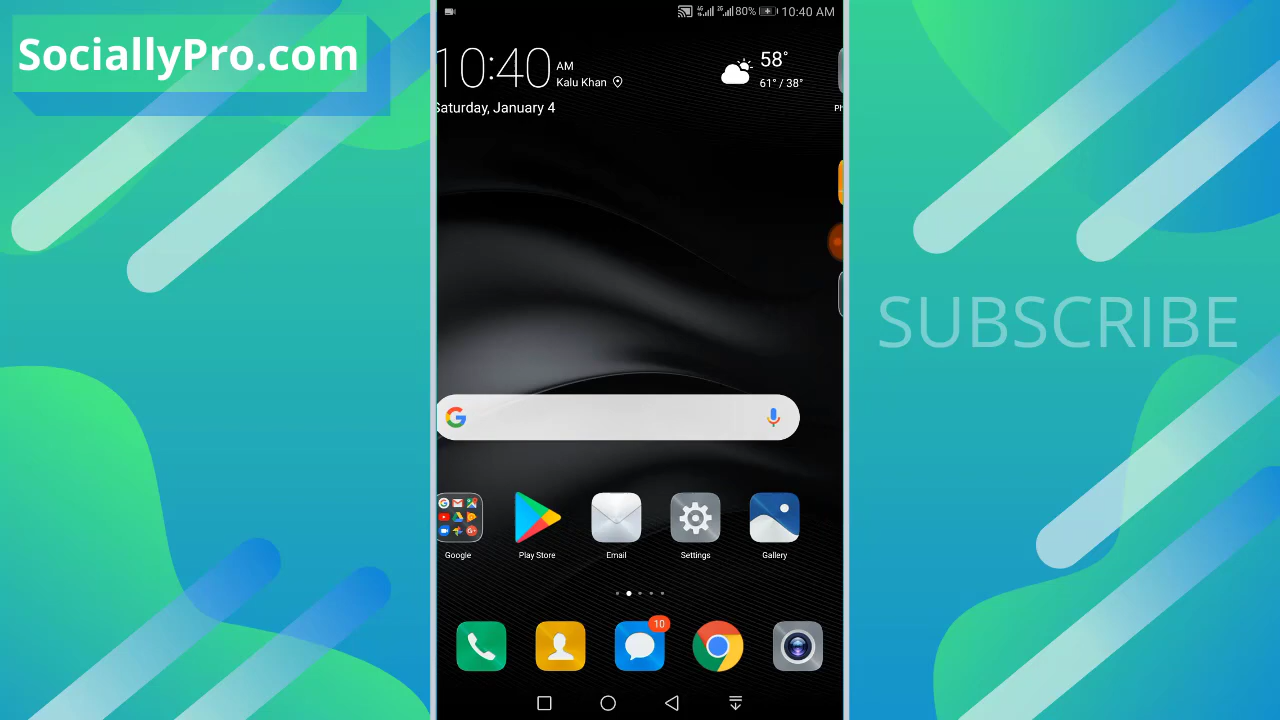 SociallyPro.com
80% 10:40 AM
10:40 AM
Kalu Khan
Saturday, January 4
58°
61° / 38°
Ph
SUBSCRIBE
Google
Play Store
Email
Settings
Gallery
10